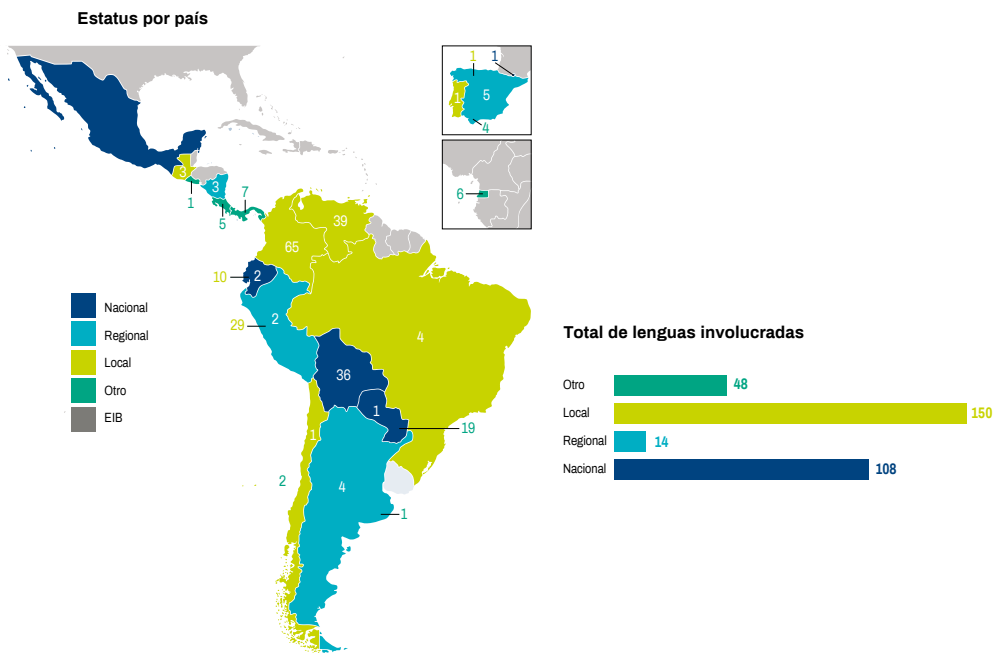 Estatus por país
1
1
1
5
4
6
3
3
1
5
7
39
65
10
2
29
2
4
36
1
19
1
2
4
1
Nacional
Regional
Local
Otro
EIB
Total de lenguas involucradas
Otro 48
Local 150
Regional 14
Nacional 108